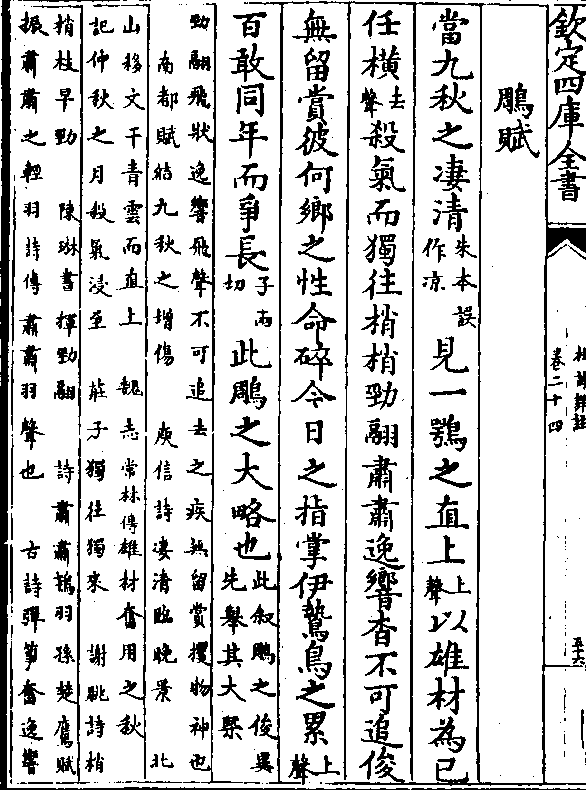 欽定四庫全書
杜詩詳註
卷二十四
鵰賦
當九秋之淒清朱本誤作凉見一鶚之直上上聲以雄材為己
任橫去聲殺氣而獨往梢梢勁翮肅肅逸響杳不可追俊
無留賞彼何鄉之性命碎今日之指掌伊鷙鳥之累上聲
百敢同年而爭長子兩切此鵰之大略也此叙鵰之俊異先舉其大槩
勁翮飛狀逸響飛聲不可追去之疾無留賞攫物神也
南都賦結九秋之增傷 庾信詩凄清臨晚景 北
山移文干青雲而直上 魏志常林傳雄材奮用之秋
記仲秋之月殺氣浸至 莊子獨往獨來 謝朓詩梢
梢枝早勁 陳琳書揮勁翮 詩肅肅鴇羽孫楚鷹賦
振肅肅之輕羽詩傳肅肅羽聲也 古詩彈箏奮逸響